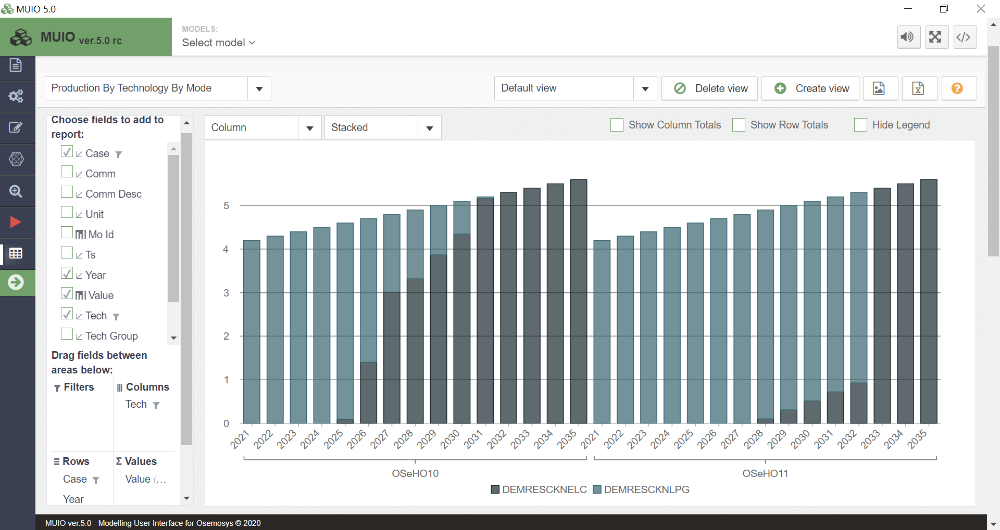 MUIO 5.0
MUIO ver.5.0 rc
MODELS:
Select model
Production By Technology By Mode
Default view
Delete view
Create view
Choose fields to add to
report:
Case
Comm
Comm Desc
Unit
Mo Id
Ts
Year
Value
Tech
Tech Group
Drag fields between
areas below:
Filters
Columns
Tech
Rows
Σ Values
Case
Value (...
Year
Column
Stacked
Show Column Totals
Show Row Totals
Hide Legend
5
4
3
2
1
0
2021 2022 2023 2024 2025 2026 2027 2028 2029 2030 2031 2032 2033 2034 2035 2021 2022 2023 2024 2025 2026 2027 2028 2029 2030 2031 2032 2033 2034 2035
OSeHO10 OSeHO11
DEMRESCKNELC DEMRESCKNLPG
MUIO ver.5.0 - Modelling User Interface for Osemosys © 2020